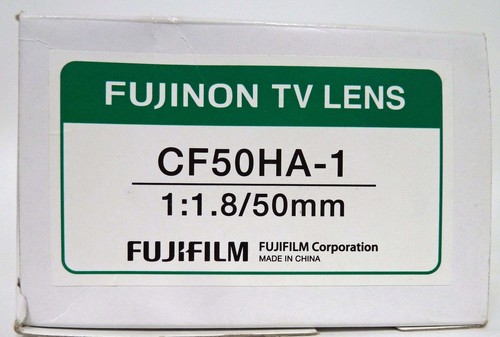 FUJINON TV LENS
CF50HA-1
1:1.8/50mm
FUJIFILM FUJIFILM Corporation
MADE IN CHINA